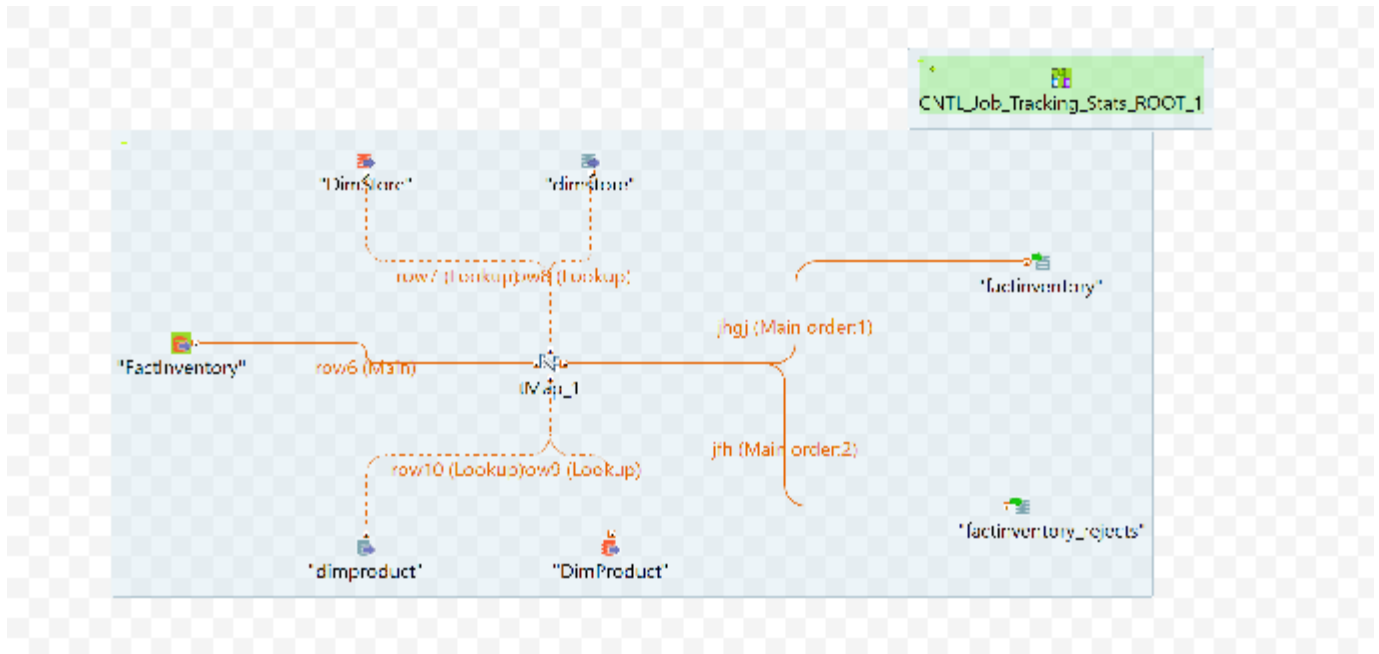 CNTL_Job_Tracking_Stats_ROOT_1
"DimStore" "dimstore"
row7 (Lookup)row8 (Lookup)
"factinventory"
jhgj (Main order:1)
"FactInventory" row6 (Main)
tMap_1
jfh (Main order:2)
row10 (Lookup)row9 (Lookup)
"factinventory_rejects"
"dimproduct" "DimProduct"